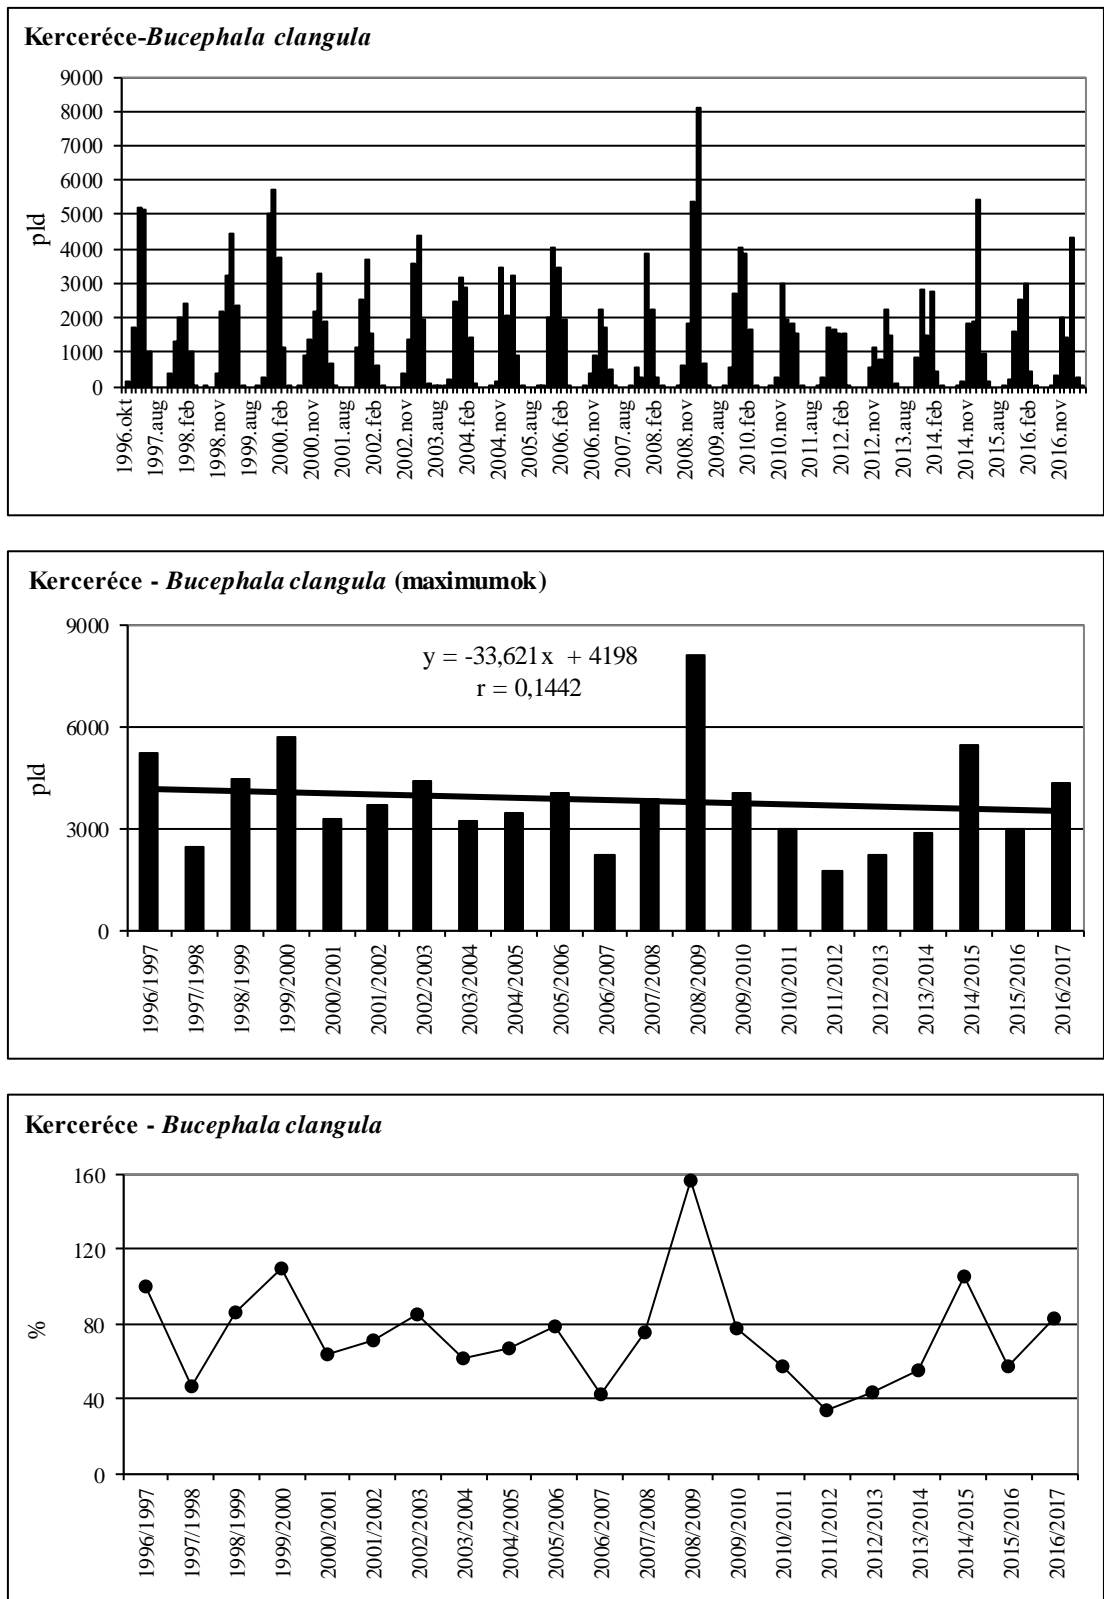 Kerceréce-Bucephala clangula
9000
8000
7000
6000
5000
4000
3000
2000
1000
0
pld
1996.okt
1997.aug
1998.feb
1998.nov
1999.aug
2000.feb
2000.nov
2001.aug
2002.feb
2002.nov
2003.aug
2004.feb
2004.nov
2005.aug
2006.feb
2006.nov
2007.aug
2008.feb
2008.nov
2009.aug
2010.feb
2010.nov
2011.aug
2012.feb
2012.nov
2013.aug
2014.feb
2014.nov
2015.aug
2016.feb
2016.nov
Kerceréce - Bucephala clangula (maximumok)
y = -33,621x + 4198
r = 0,1442
9000
6000
3000
0
pld
1996/1997
1997/1998
1998/1999
1999/2000
2000/2001
2001/2002
2002/2003
2003/2004
2004/2005
2005/2006
2006/2007
2007/2008
2008/2009
2009/2010
2010/2011
2011/2012
2012/2013
2013/2014
2014/2015
2015/2016
2016/2017
Kerceréce - Bucephala clangula
160
120
80
40
0
%
1996/1997
1997/1998
1998/1999
1999/2000
2000/2001
2001/2002
2002/2003
2003/2004
2004/2005
2005/2006
2006/2007
2007/2008
2008/2009
2009/2010
2010/2011
2011/2012
2012/2013
2013/2014
2014/2015
2015/2016
2016/2017